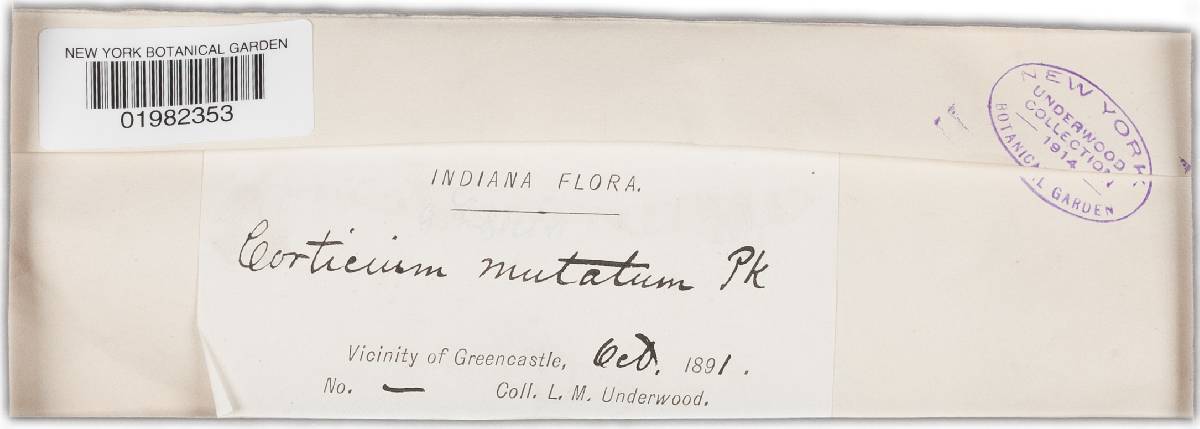 NEW YORK BOTANICAL GARDEN
01982353
NEW YORK
BOTANICAL GARDEN
UNDERWOOD
COLLECTION
— 1914 —
INDIANA FLORA.
Corticium mutatum Pk
Vicinity of Greencastle, Oct. 1891.
No. — Coll. L. M. Underwood.